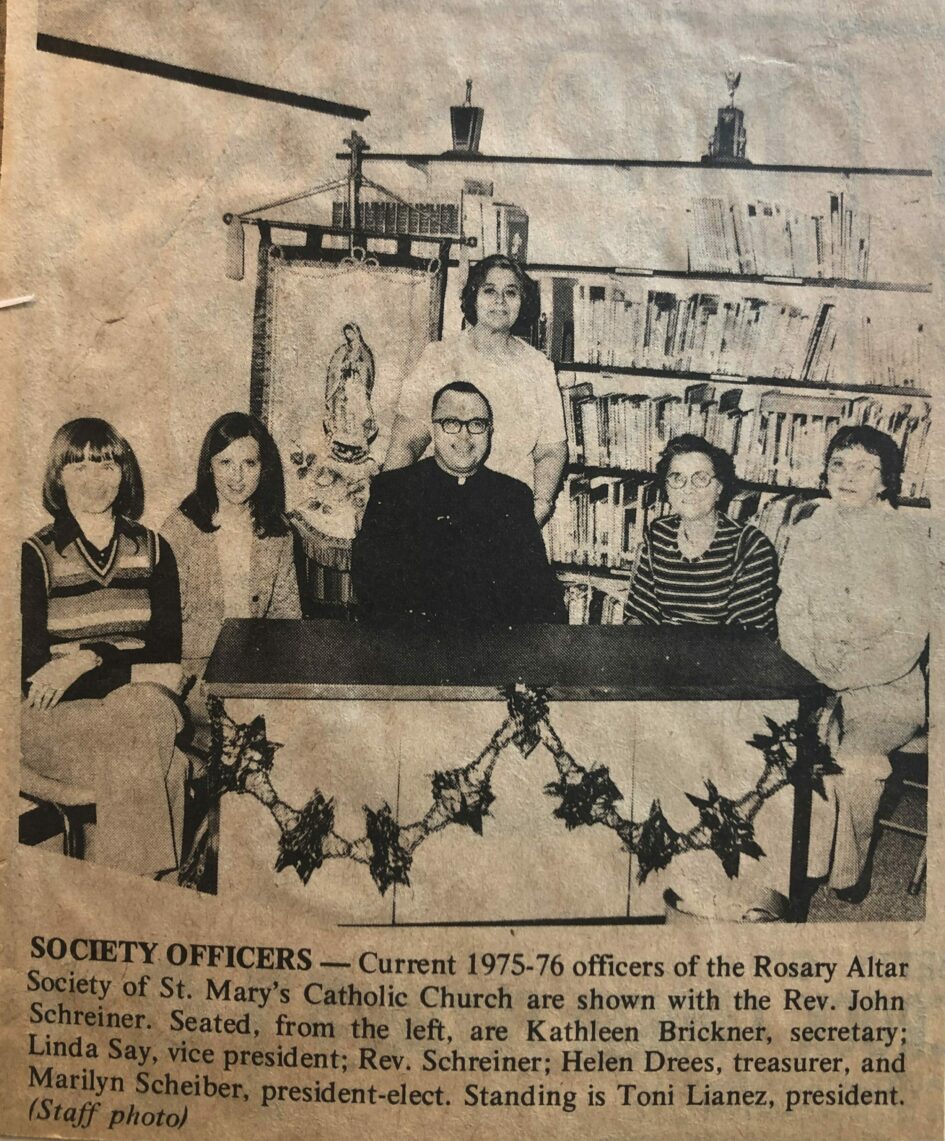 SOCIETY OFFICERS — Current 1975-76 officers of the Rosary Altar
Society of St. Mary's Catholic Church are shown with the Rev. John
Schreiner. Seated, from the left, are Kathleen Brickner, secretary;
Linda Say, vice president; Rev. Schreiner; Helen Drees, treasurer, and
Marilyn Scheiber, president-elect. Standing is Toni Lianez, president.
(Staff photo)